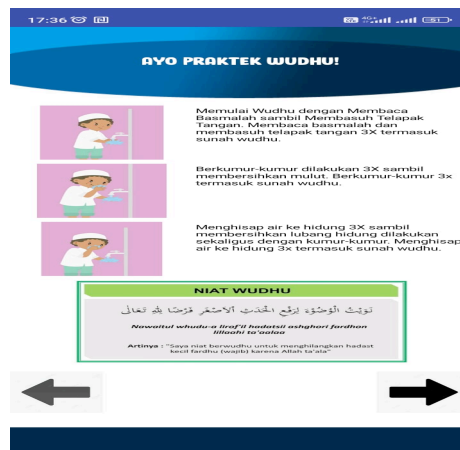 17:36
4G+
AYO PRAKTEK WUDHU!
Memulai Wudhu dengan Membaca
Basmalah sambil Membasuh Telapak
Tangan. Membaca basmalah dan
membasuh telapak tangan 3X termasuk
sunah wudhu.
Berkumur-kumur dilakukan 3X sambil
membersihkan mulut. Berkumur-kumur 3x
termasuk sunah wudhu.
Menghisap air ke hidung 3X sambil
membersihkan lubang hidung dilakukan
sekaligus dengan kumur-kumur. Menghisap
air ke hidung 3x termasuk sunah wudhu.
NIAT WUDHU
نَوَيْتُ الْوُضُوْءَ لِرَفْعِ الْحَدَثِ اْلاَصْغَرِ فَرْضًا لِلّٰهِ تَعَالَى
Nawaitul whudu-a liraf'il hadatsii ashghori fardhon
lillaahi ta'aalaa
Artinya : "Saya niat berwudhu untuk menghilangkan hadast
kecil fardhu (wajib) karena Allah ta'ala"